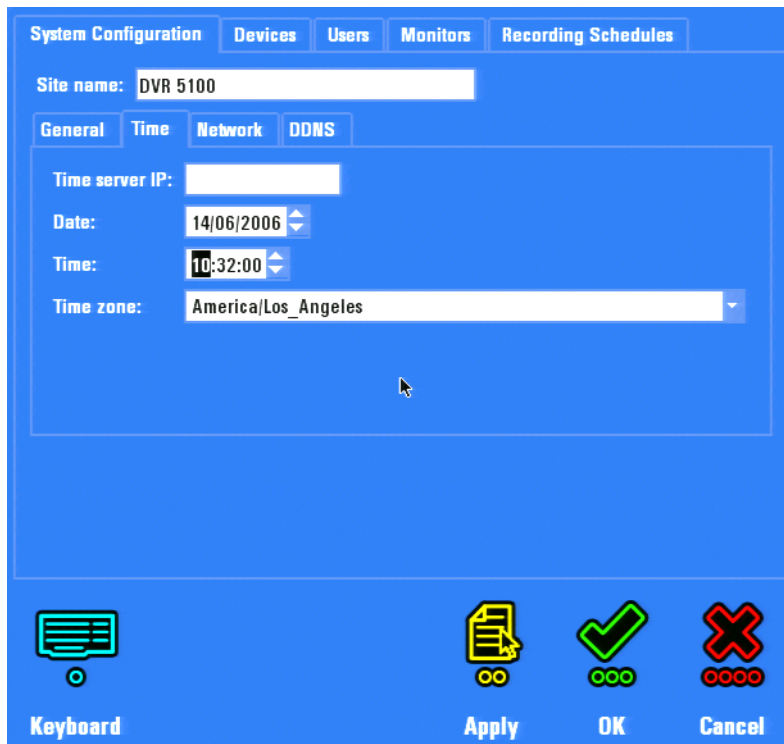 System Configuration Devices Users Monitors Recording Schedules
Site name: DVR 5100
General Time Network DDNS
Time server IP:
Date: 14/06/2006
Time: 10:32:00
Time zone: America/Los_Angeles
Keyboard Apply OK Cancel